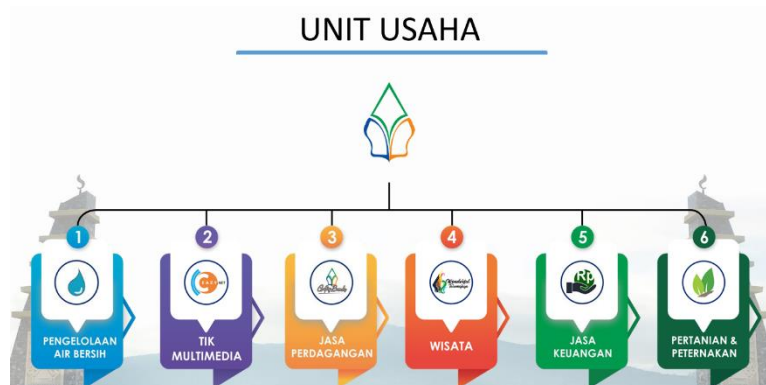 UNIT USAHA
1
2
3
4
5
6
Rp
PENGELOLAAN
AIR BERSIH
TIK
MULTIMEDIA
JASA
PERDAGANGAN
WISATA
JASA
KEUANGAN
PERTANIAN &
PETERNAKAN